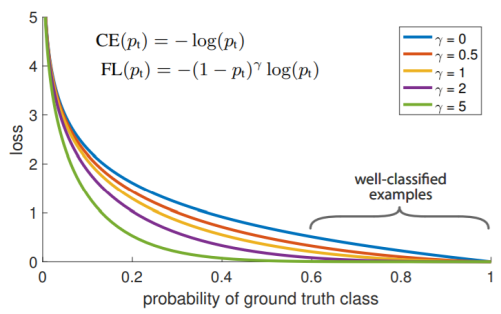 CE(pₜ) = −log(pₜ)
FL(pₜ) = −(1 − pₜ)^γ log(pₜ)
γ = 0
γ = 0.5
γ = 1
γ = 2
γ = 5
well-classified
examples
5
4
3
2
1
0
loss
0
0.2
0.4
0.6
0.8
1
probability of ground truth class